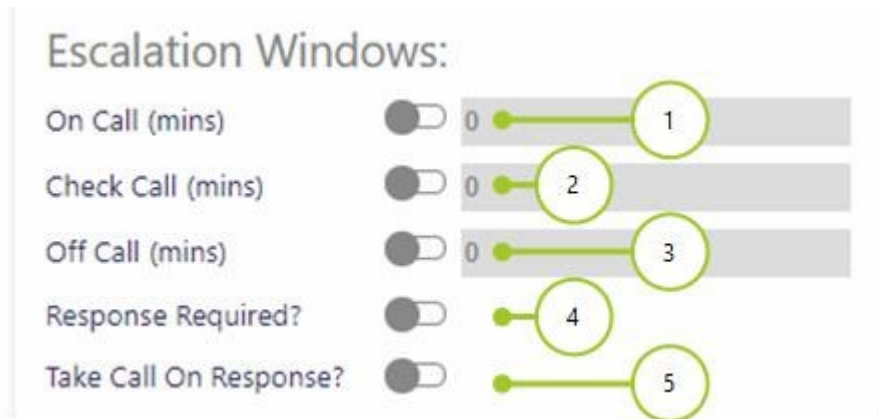 Escalation Windows:
On Call (mins) 0 1
Check Call (mins) 0 2
Off Call (mins) 0 3
Response Required? 4
Take Call On Response? 5